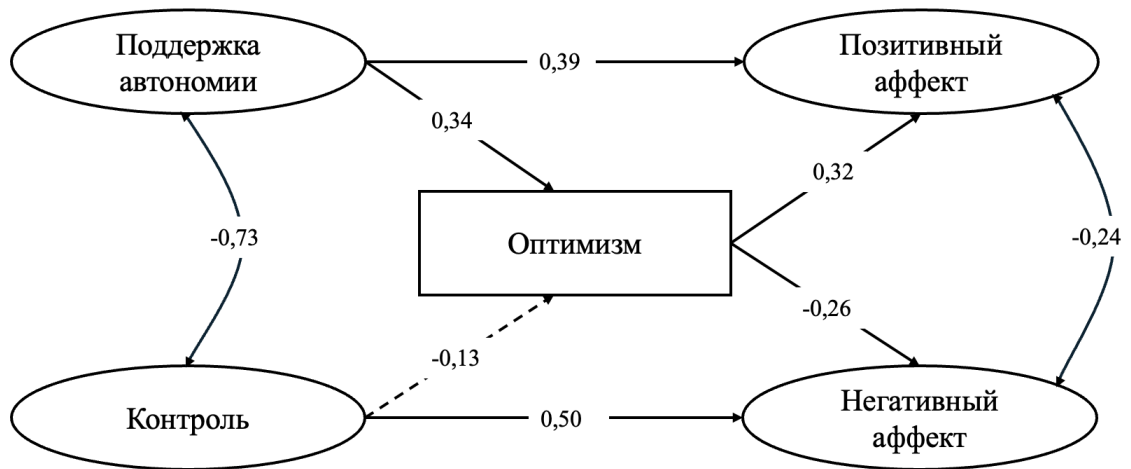 Поддержка
автономии
0,39
Позитивный
аффект
0,34
0,32
-0,73
Оптимизм
-0,24
-0,26
-0,13
Контроль
0,50
Негативный
аффект